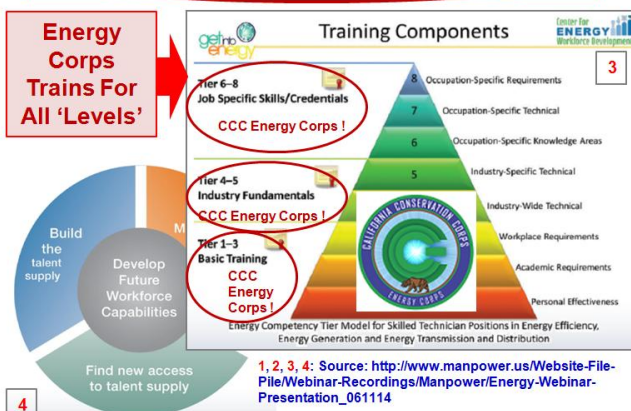 Energy
Corps
Trains For
All ‘Levels’
get into
energy
Training Components
Center for
ENERGY
Workforce Development
3
Tier 6–8
Job Specific Skills/Credentials
CCC Energy Corps !
Tier 4–5
Industry Fundamentals
CCC Energy Corps !
Tier 1–3
Basic Training
CCC
Energy
Corps !
8 Occupation-Specific Requirements
7 Occupation-Specific Technical
6 Occupation-Specific Knowledge Areas
5 Industry-Specific Technical
Industry-Wide Technical
Workplace Requirements
Academic Requirements
Personal Effectiveness
CALIFORNIA CONSERVATION CORPS
ENERGY CORPS
Energy Competency Tier Model for Skilled Technician Positions in Energy Efficiency,
Energy Generation and Energy Transmission and Distribution
Build
the
talent
supply
M
Develop
Future
Workforce
Capabilities
Find new access
to talent supply
4
1, 2, 3, 4: Source: http://www.manpower.us/Website-File-
Pile/Webinar-Recordings/Manpower/Energy-Webinar-
Presentation_061114